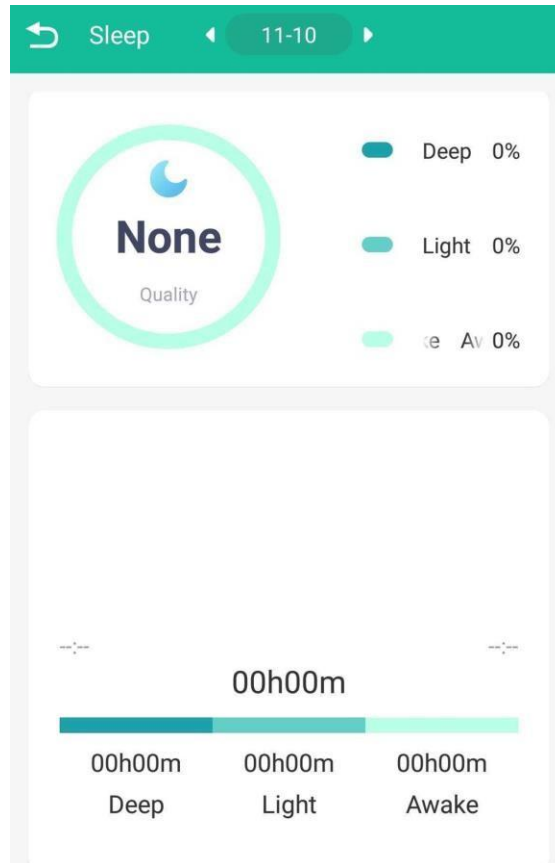 Sleep 11-10
Deep 0%
None
Light 0%
Quality
0%
--:-- --:--
00h00m
00h00m 00h00m 00h00m
Deep Light Awake